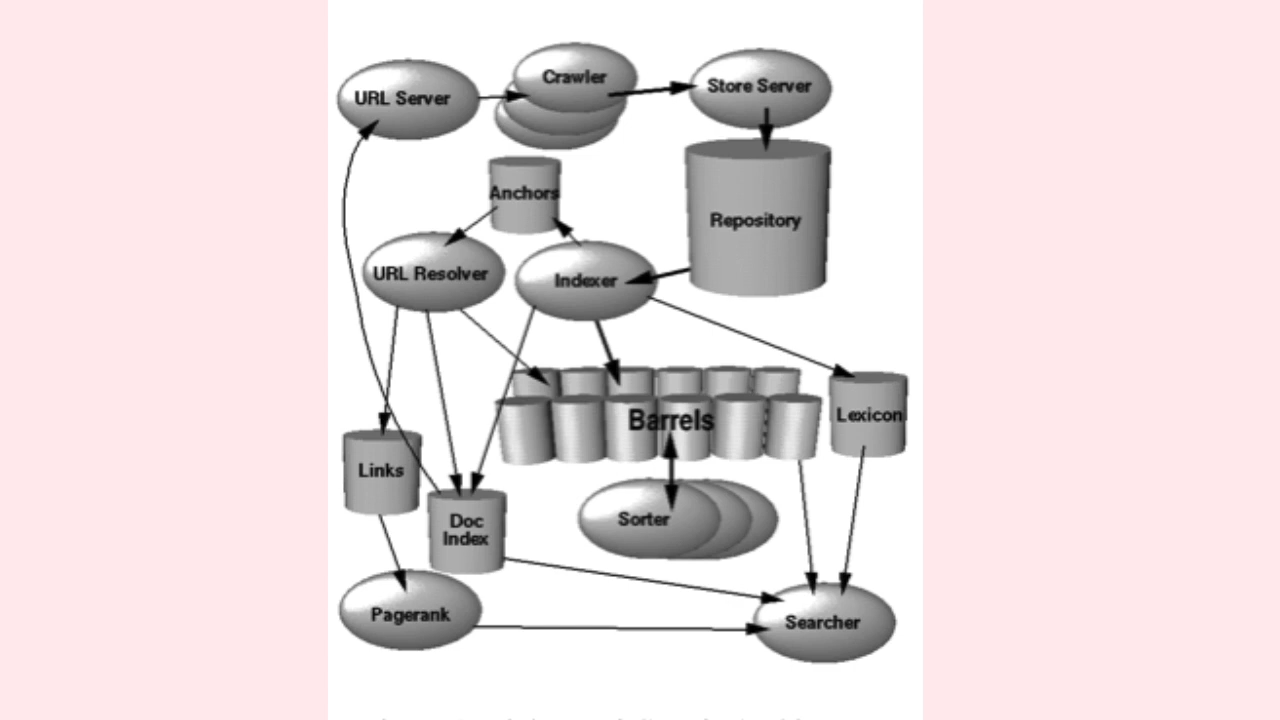 Crawler
URL Server
Store Server
Anchors
Repository
URL Resolver
Indexer
Barrels
Lexicon
Links
Doc
Index
Sorter
Pagerank
Searcher